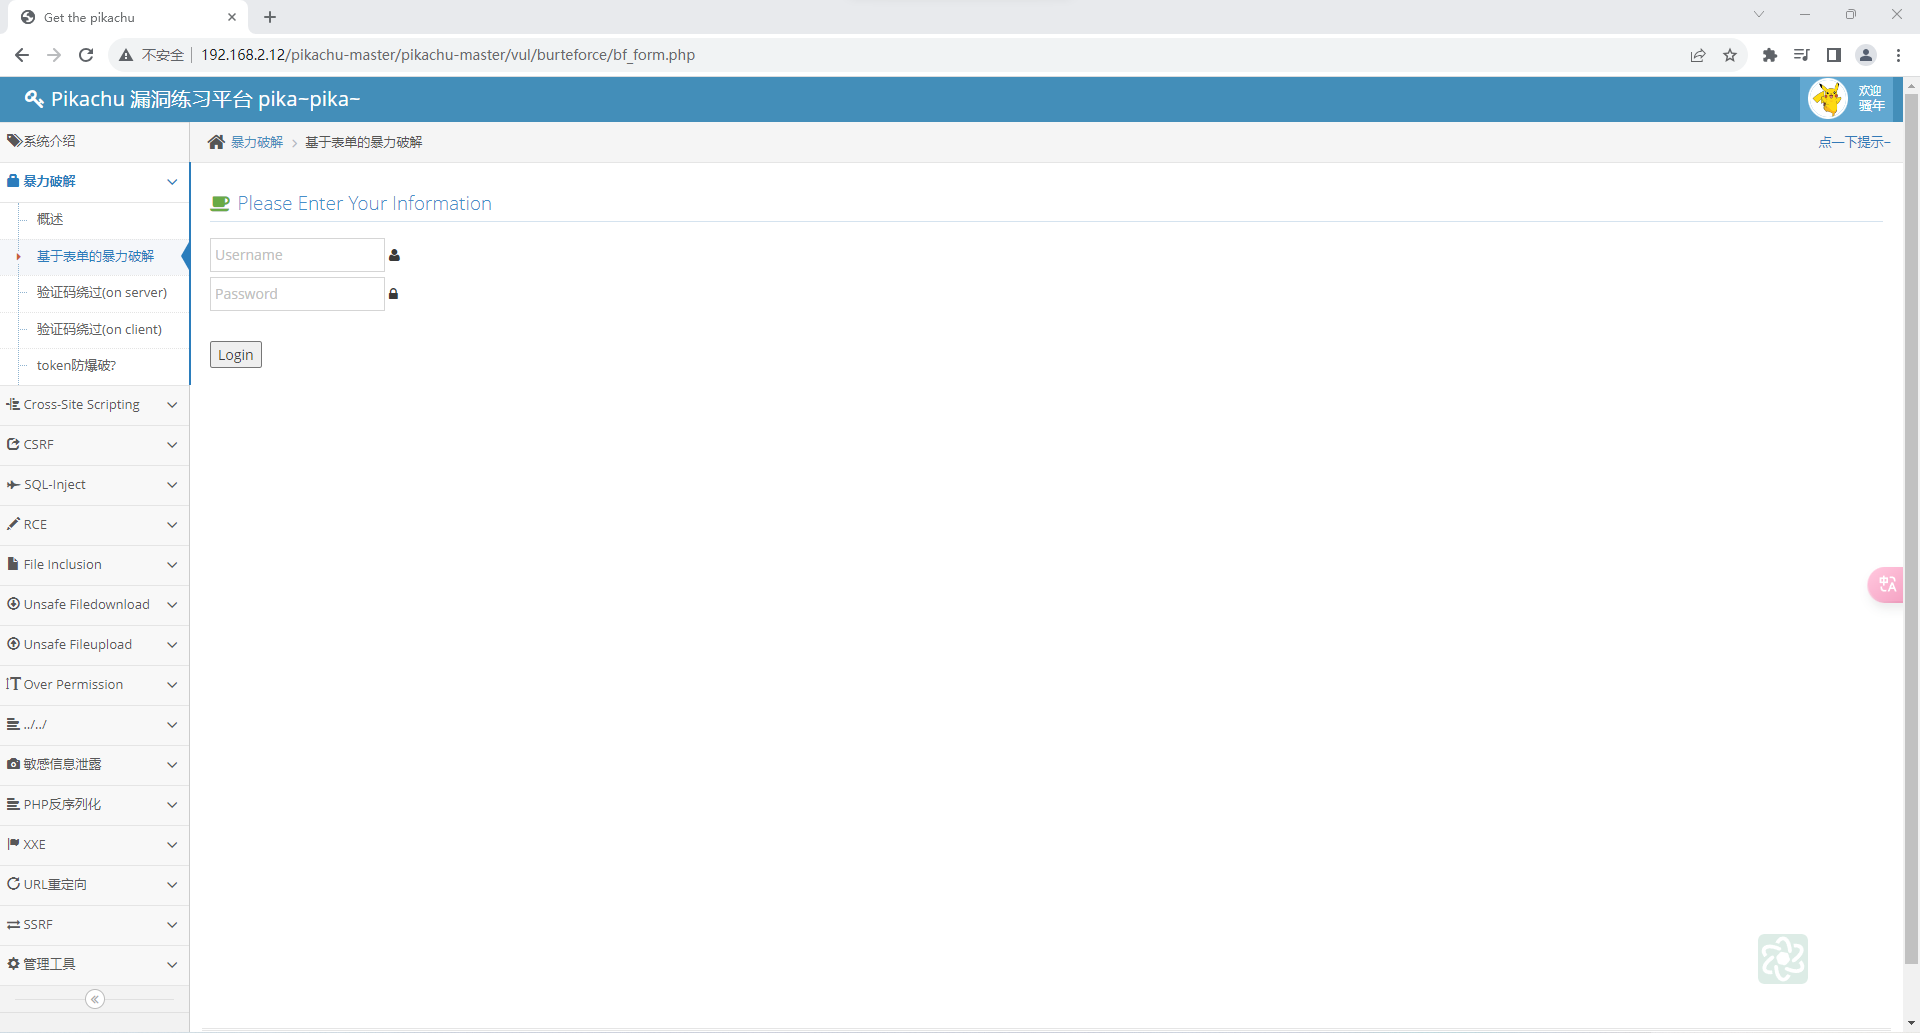 Get the pikachu
不安全 192.168.2.12/pikachu-master/pikachu-master/vul/burteforce/bf_form.php
Pikachu 漏洞练习平台 pika~pika~
欢迎
骚年
系统介绍
暴力破解
概述
基于表单的暴力破解
验证码绕过(on server)
验证码绕过(on client)
token防爆破?
Cross-Site Scripting
CSRF
SQL-Inject
RCE
File Inclusion
Unsafe Filedownload
Unsafe Fileupload
Over Permission
../../
敏感信息泄露
PHP反序列化
XXE
URL重定向
SSRF
管理工具
暴力破解 > 基于表单的暴力破解
点一下提示~
Please Enter Your Information
Username
Password
Login